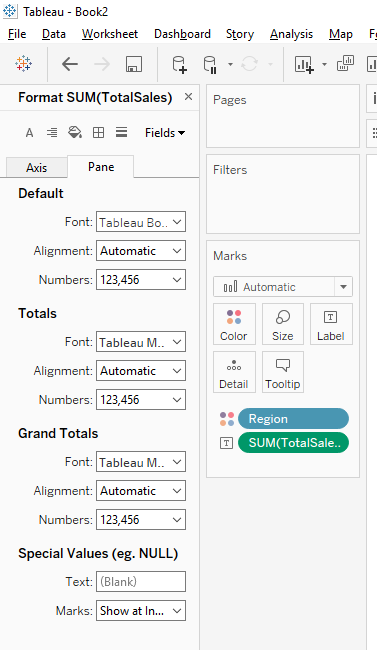 Tableau - Book2
File Data Worksheet Dashboard Story Analysis
Format SUM(TotalSales) ×
Fields
Axis Pane
Default
Font: Tableau Bo..
Alignment: Automatic
Numbers: 123,456
Totals
Font: Tableau M...
Alignment: Automatic
Numbers: 123,456
Grand Totals
Font: Tableau M...
Alignment: Automatic
Numbers: 123,456
Special Values (eg. NULL)
Text: (Blank)
Marks: Show at In...
Pages
Filters
Marks
Automatic
Color Size Label
Detail Tooltip
Region
SUM(TotalSale..